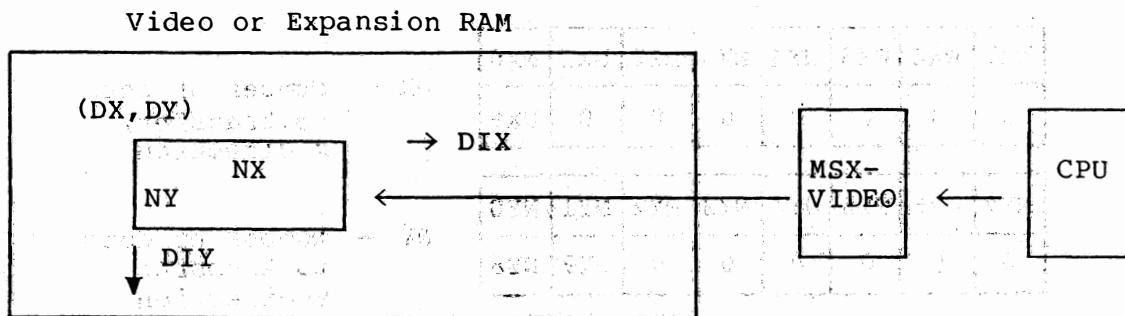 Video or Expansion RAM
(DX,DY)
→ DIX
NX
NY
DIY
MSX-
VIDEO
CPU